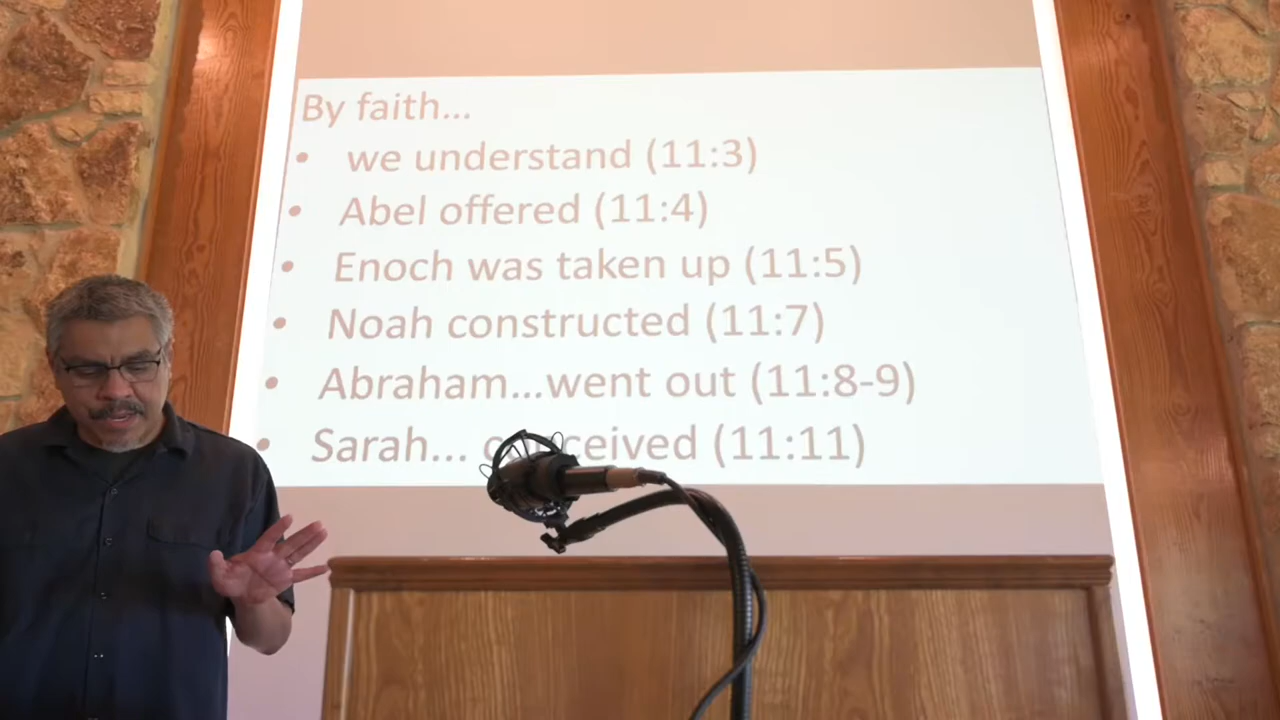 By faith...
• we understand (11:3)
• Abel offered (11:4)
• Enoch was taken up (11:5)
• Noah constructed (11:7)
• Abraham...went out (11:8-9)
• Sarah... conceived (11:11)